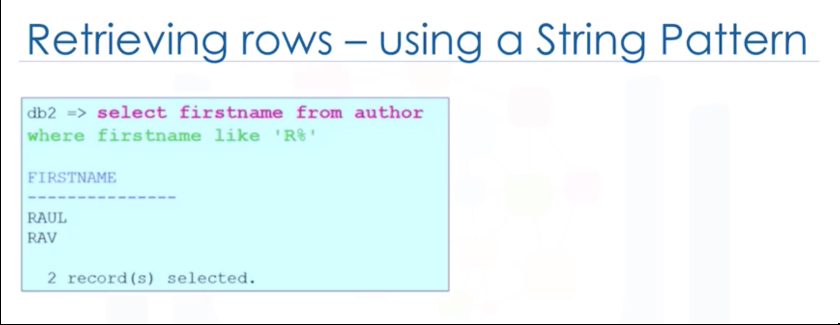 Retrieving rows – using a String Pattern
db2 => select firstname from author
where firstname like 'R%'
FIRSTNAME
---------------
RAUL
RAV
2 record(s) selected.